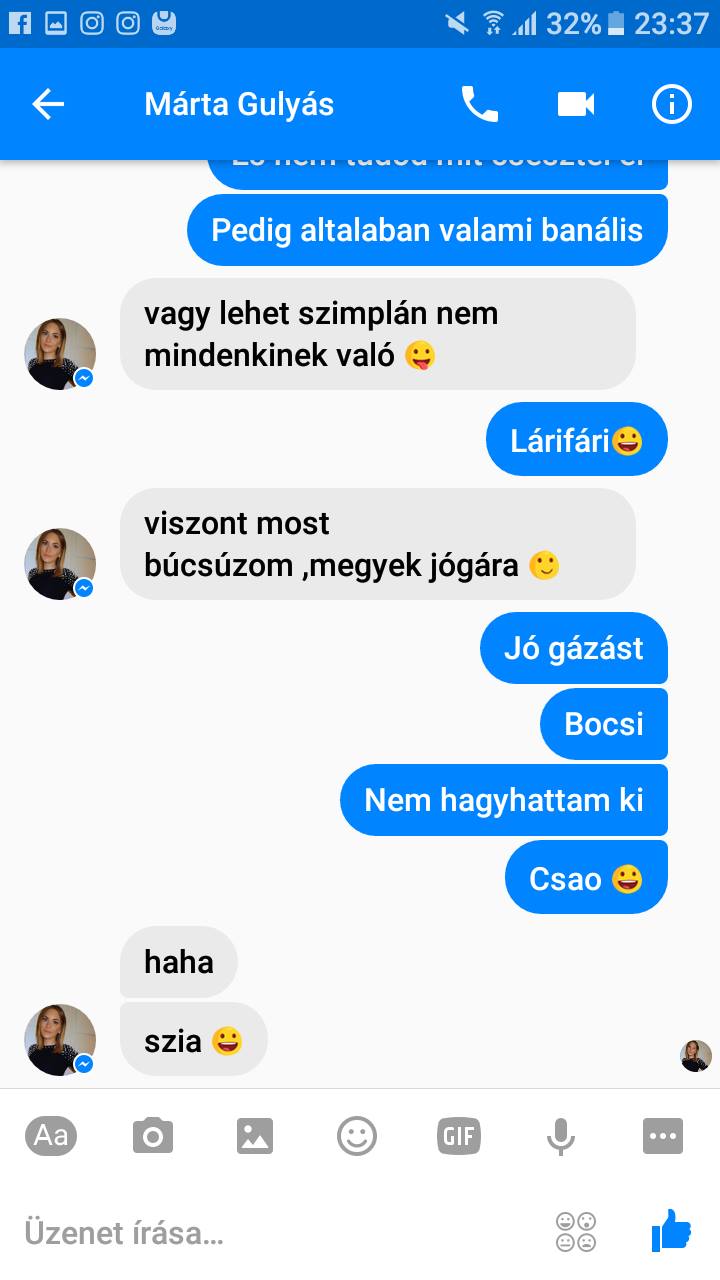 32% 23:37
Márta Gulyás
Pedig altalaban valami banális
vagy lehet szimplán nem
mindenkinek való 😜
Lárifári😀
viszont most
búcsúzom ,megyek jógára 🙂
Jó gázást
Bocsi
Nem hagyhattam ki
Csao 😀
haha
szia 😀
Aa
GIF
Üzenet írása...